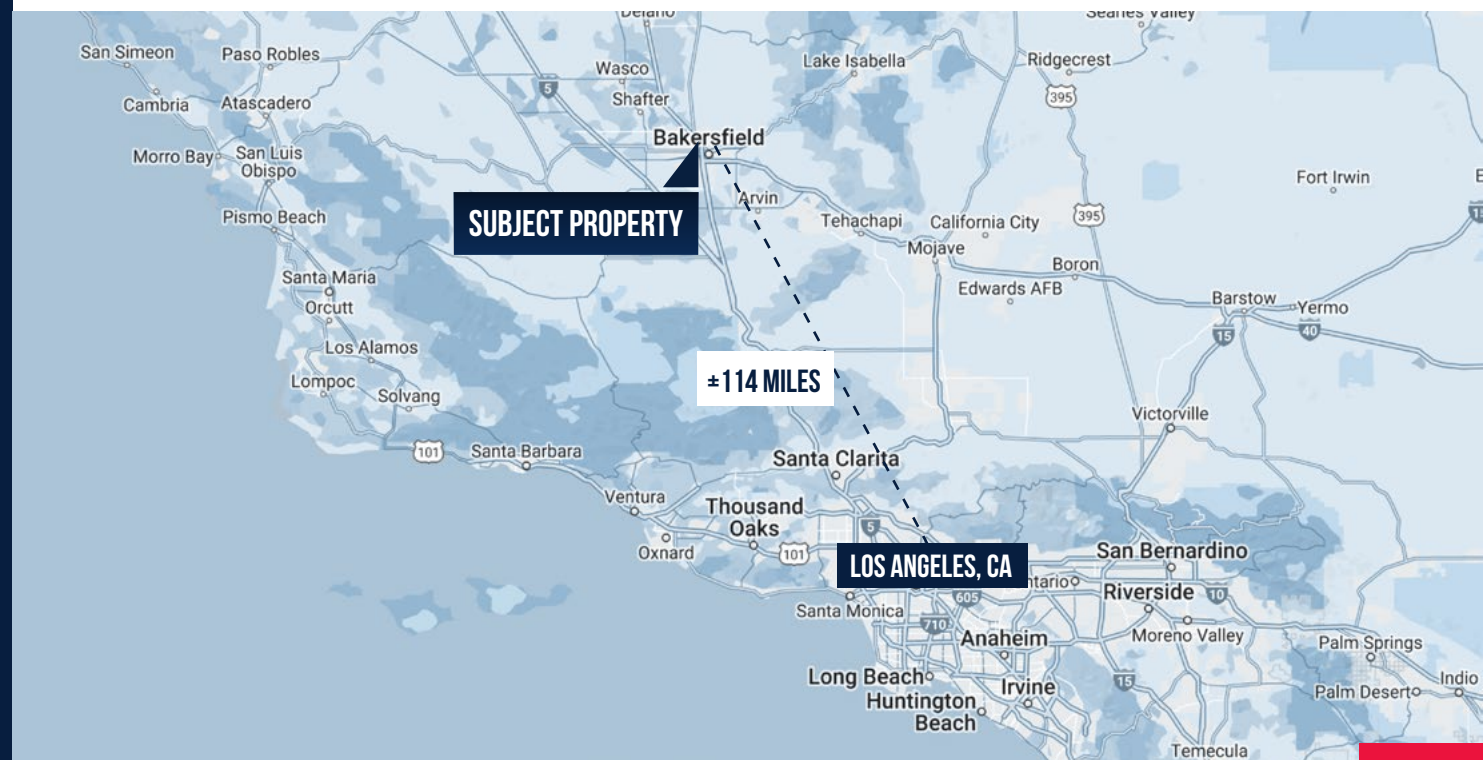 Delano
Searles Valley
San Simeon
Paso Robles
Lake Isabella
Ridgecrest
Wasco
5
395
Shafter
Cambria
Atascadero
Bakersfield
Morro Bay
San Luis
Obispo
Fort Irwin
Arvin
Pismo Beach
SUBJECT PROPERTY
Tehachapi
California City
395
Mojave
Santa Maria
Boron
Edwards AFB
Orcutt
Barstow
Yermo
15
40
Los Alamos
±114 MILES
Lompoc
Solvang
Victorville
101
Santa Barbara
Santa Clarita
Ventura
Thousand
Oaks
5
Oxnard
101
San Bernardino
LOS ANGELES, CA
ntario
Riverside
10
605
Santa Monica
710
Anaheim
Moreno Valley
Palm Springs
Long Beach
Irvine
15
Indio
Palm Desert
Huntington
Beach
Temecula